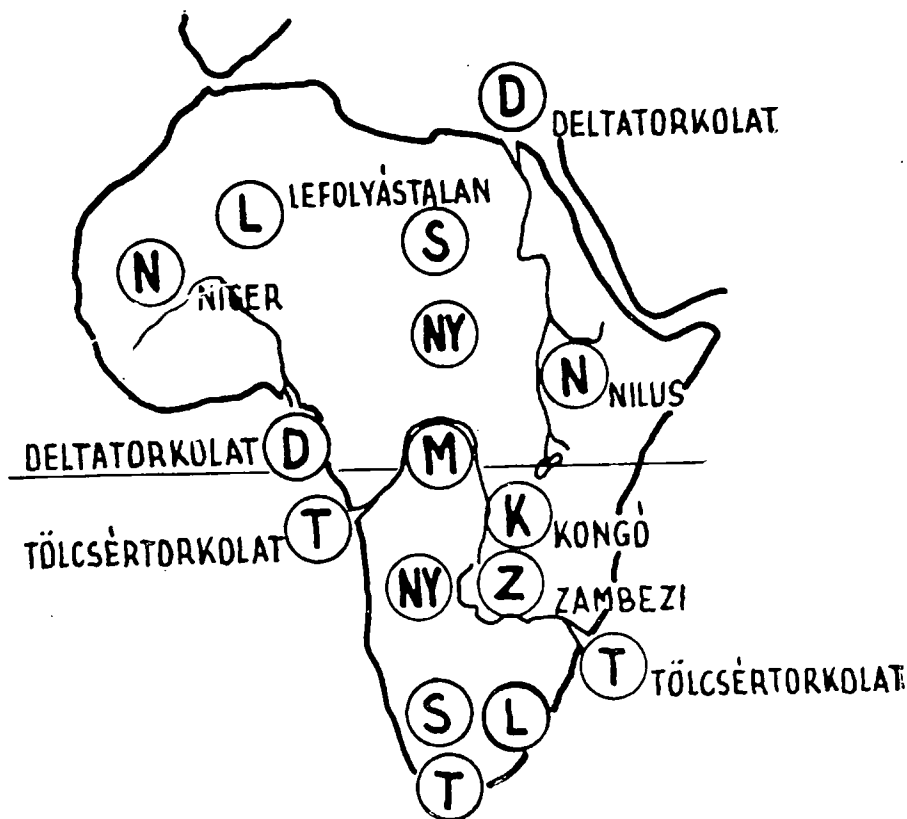 D
DELTATORKOLAT
L LEFOLYÁSTALAN
S
N
NIGER
NY
N NILUS
DELTATORKOLAT D
M
T
TÖLCSÉRTORKOLAT
K KONGÓ
NY
Z ZAMBEZI
T TÖLCSÉRTORKOLAT
S
L
T